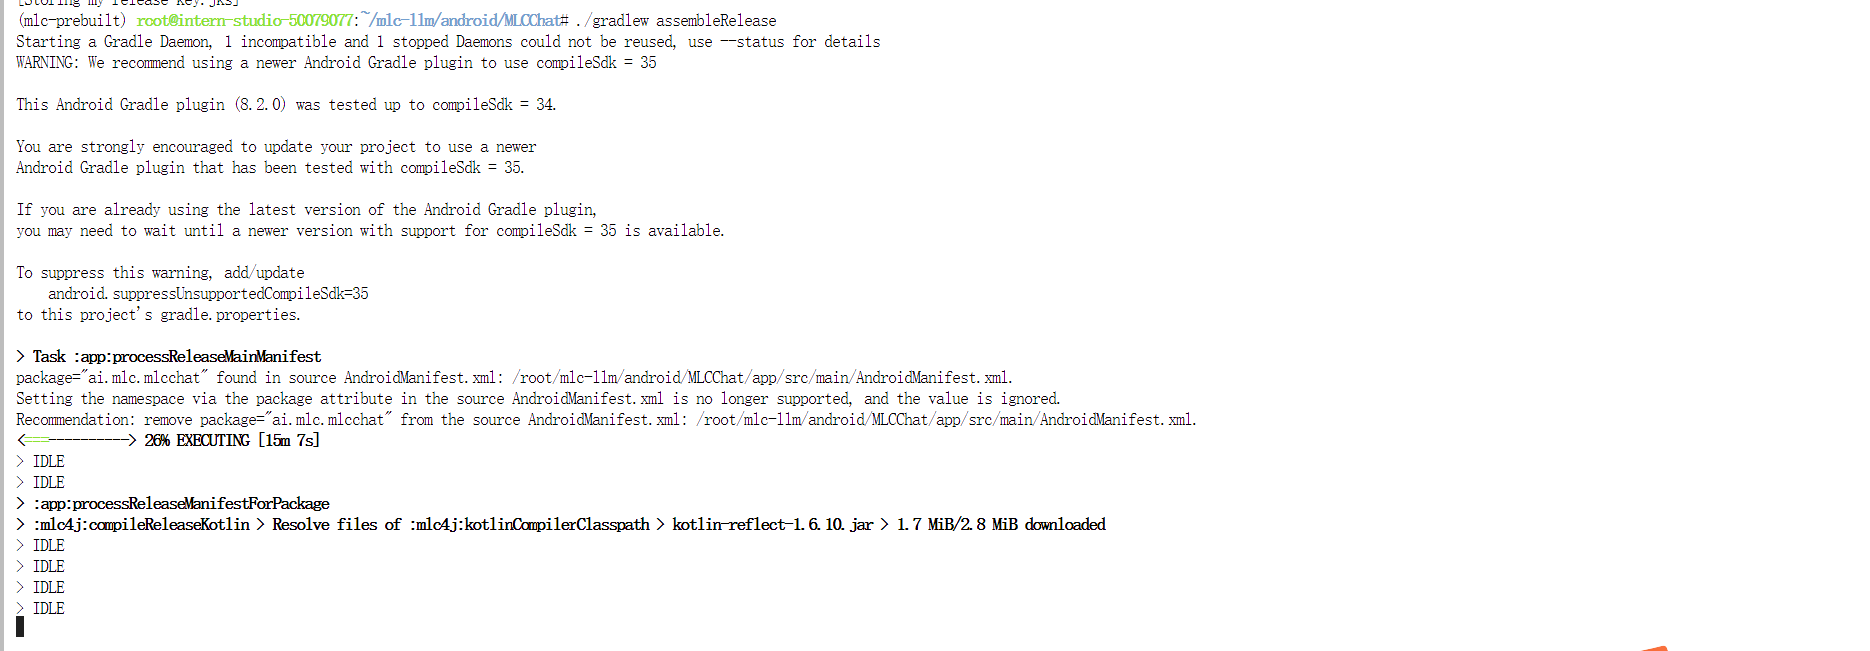 [Storing my-release-key.jks]
(mlc-prebuilt) root@intern-studio-50079077:~/mlc-llm/android/MLCChat# ./gradlew assembleRelease
Starting a Gradle Daemon, 1 incompatible and 1 stopped Daemons could not be reused, use --status for details
WARNING: We recommend using a newer Android Gradle plugin to use compileSdk = 35
This Android Gradle plugin (8.2.0) was tested up to compileSdk = 34.
You are strongly encouraged to update your project to use a newer
Android Gradle plugin that has been tested with compileSdk = 35.
If you are already using the latest version of the Android Gradle plugin,
you may need to wait until a newer version with support for compileSdk = 35 is available.
To suppress this warning, add/update
    android.suppressUnsupportedCompileSdk=35
to this project's gradle.properties.
> Task :app:processReleaseMainManifest
package="ai.mlc.mlcchat" found in source AndroidManifest.xml: /root/mlc-llm/android/MLCChat/app/src/main/AndroidManifest.xml.
Setting the namespace via the package attribute in the source AndroidManifest.xml is no longer supported, and the value is ignored.
Recommendation: remove package="ai.mlc.mlcchat" from the source AndroidManifest.xml: /root/mlc-llm/android/MLCChat/app/src/main/AndroidManifest.xml.
<===----------> 26% EXECUTING [15m 7s]
> IDLE
> IDLE
> :app:processReleaseManifestForPackage
> :mlc4j:compileReleaseKotlin > Resolve files of :mlc4j:kotlinCompilerClasspath > kotlin-reflect-1.6.10.jar > 1.7 MiB/2.8 MiB downloaded
> IDLE
> IDLE
> IDLE
> IDLE